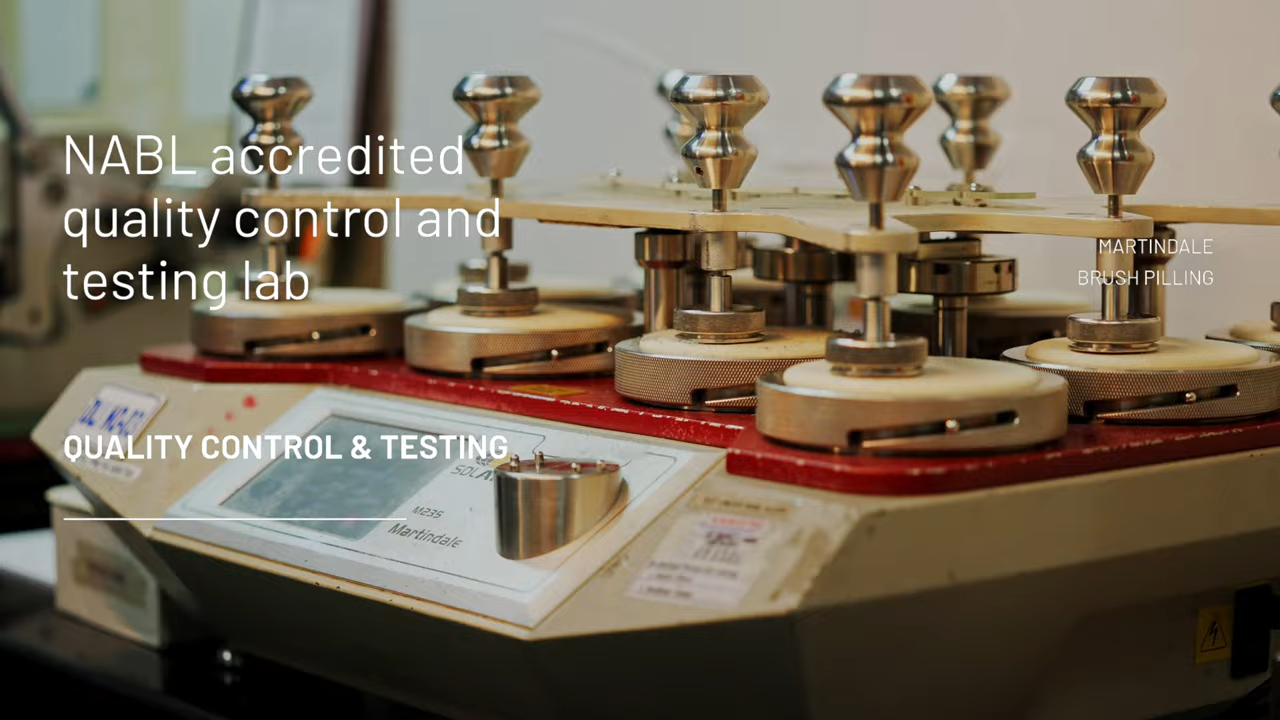 NABL accredited
quality control and
testing lab
MARTINDALE
BRUSH PILLING
QUALITY CONTROL & TESTING
M235
Martindale